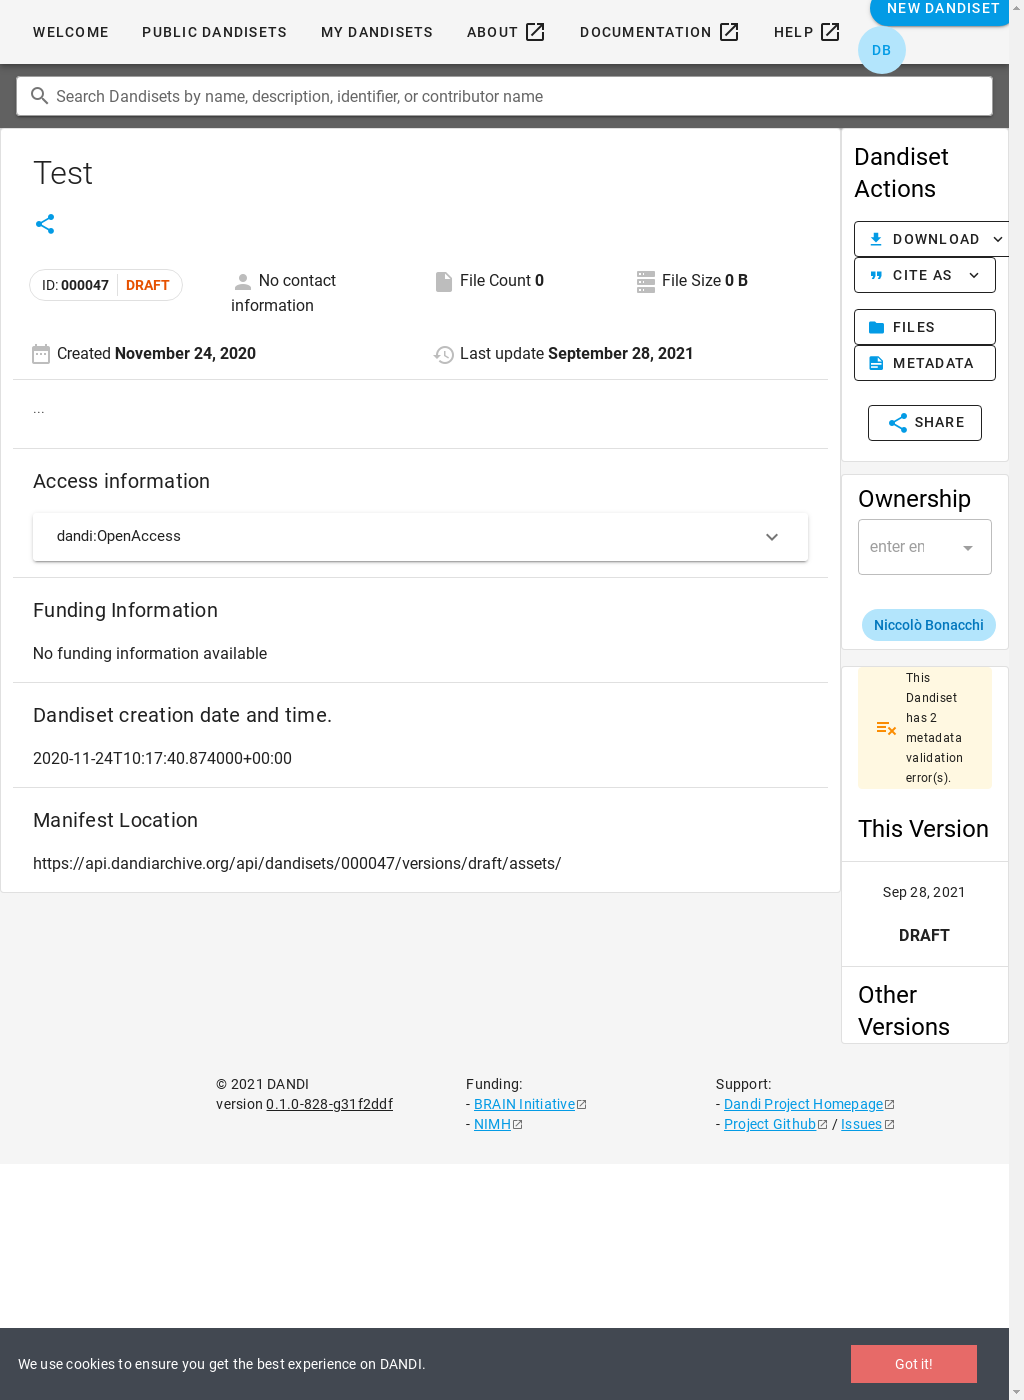 WELCOME
PUBLIC DANDISETS
MY DANDISETS
ABOUT
DOCUMENTATION
HELP
NEW DANDISET
DB
Search Dandisets by name, description, identifier, or contributor name
Test
ID: 000047 DRAFT
No contact
information
File Count 0
File Size 0 B
Created November 24, 2020
Last update September 28, 2021
...
Access information
dandi:OpenAccess
Funding Information
No funding information available
Dandiset creation date and time.
2020-11-24T10:17:40.874000+00:00
Manifest Location
https://api.dandiarchive.org/api/dandisets/000047/versions/draft/assets/
Dandiset
Actions
DOWNLOAD
CITE AS
FILES
METADATA
SHARE
Ownership
enter en
Niccolò Bonacchi
This
Dandiset
has 2
metadata
validation
error(s).
This Version
Sep 28, 2021
DRAFT
Other
Versions
© 2021 DANDI
version 0.1.0-828-g31f2ddf
Funding:
- BRAIN Initiative
- NIMH
Support:
- Dandi Project Homepage
- Project Github / Issues
We use cookies to ensure you get the best experience on DANDI.
Got it!